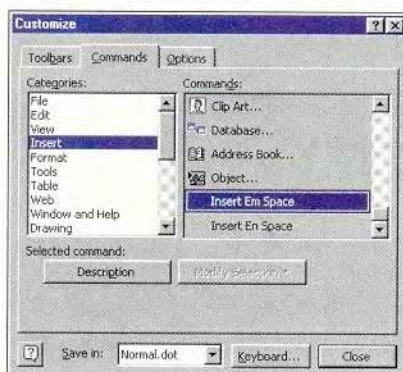 Customize
Toolbars Commands Options
Categories:
File
Edit
View
Insert
Format
Tools
Table
Web
Window and Help
Drawing
Commands:
Clip Art...
Database...
Address Book...
Object...
Insert Em Space
Insert En Space
Selected command:
Description Modify Selection
Save in: Normal.dot Keyboard... Close